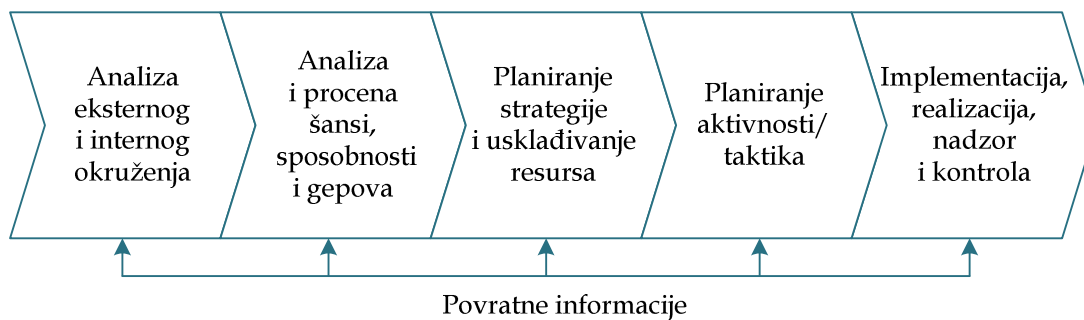 Analiza
eksternog
i internog
okruženja
Analiza
i procena
šansi,
sposobnosti
i gepova
Planiranje
strategije
i usklađivanje
resursa
Planiranje
aktivnosti/
taktika
Implementacija,
realizacija,
nadzor
i kontrola
Povratne informacije